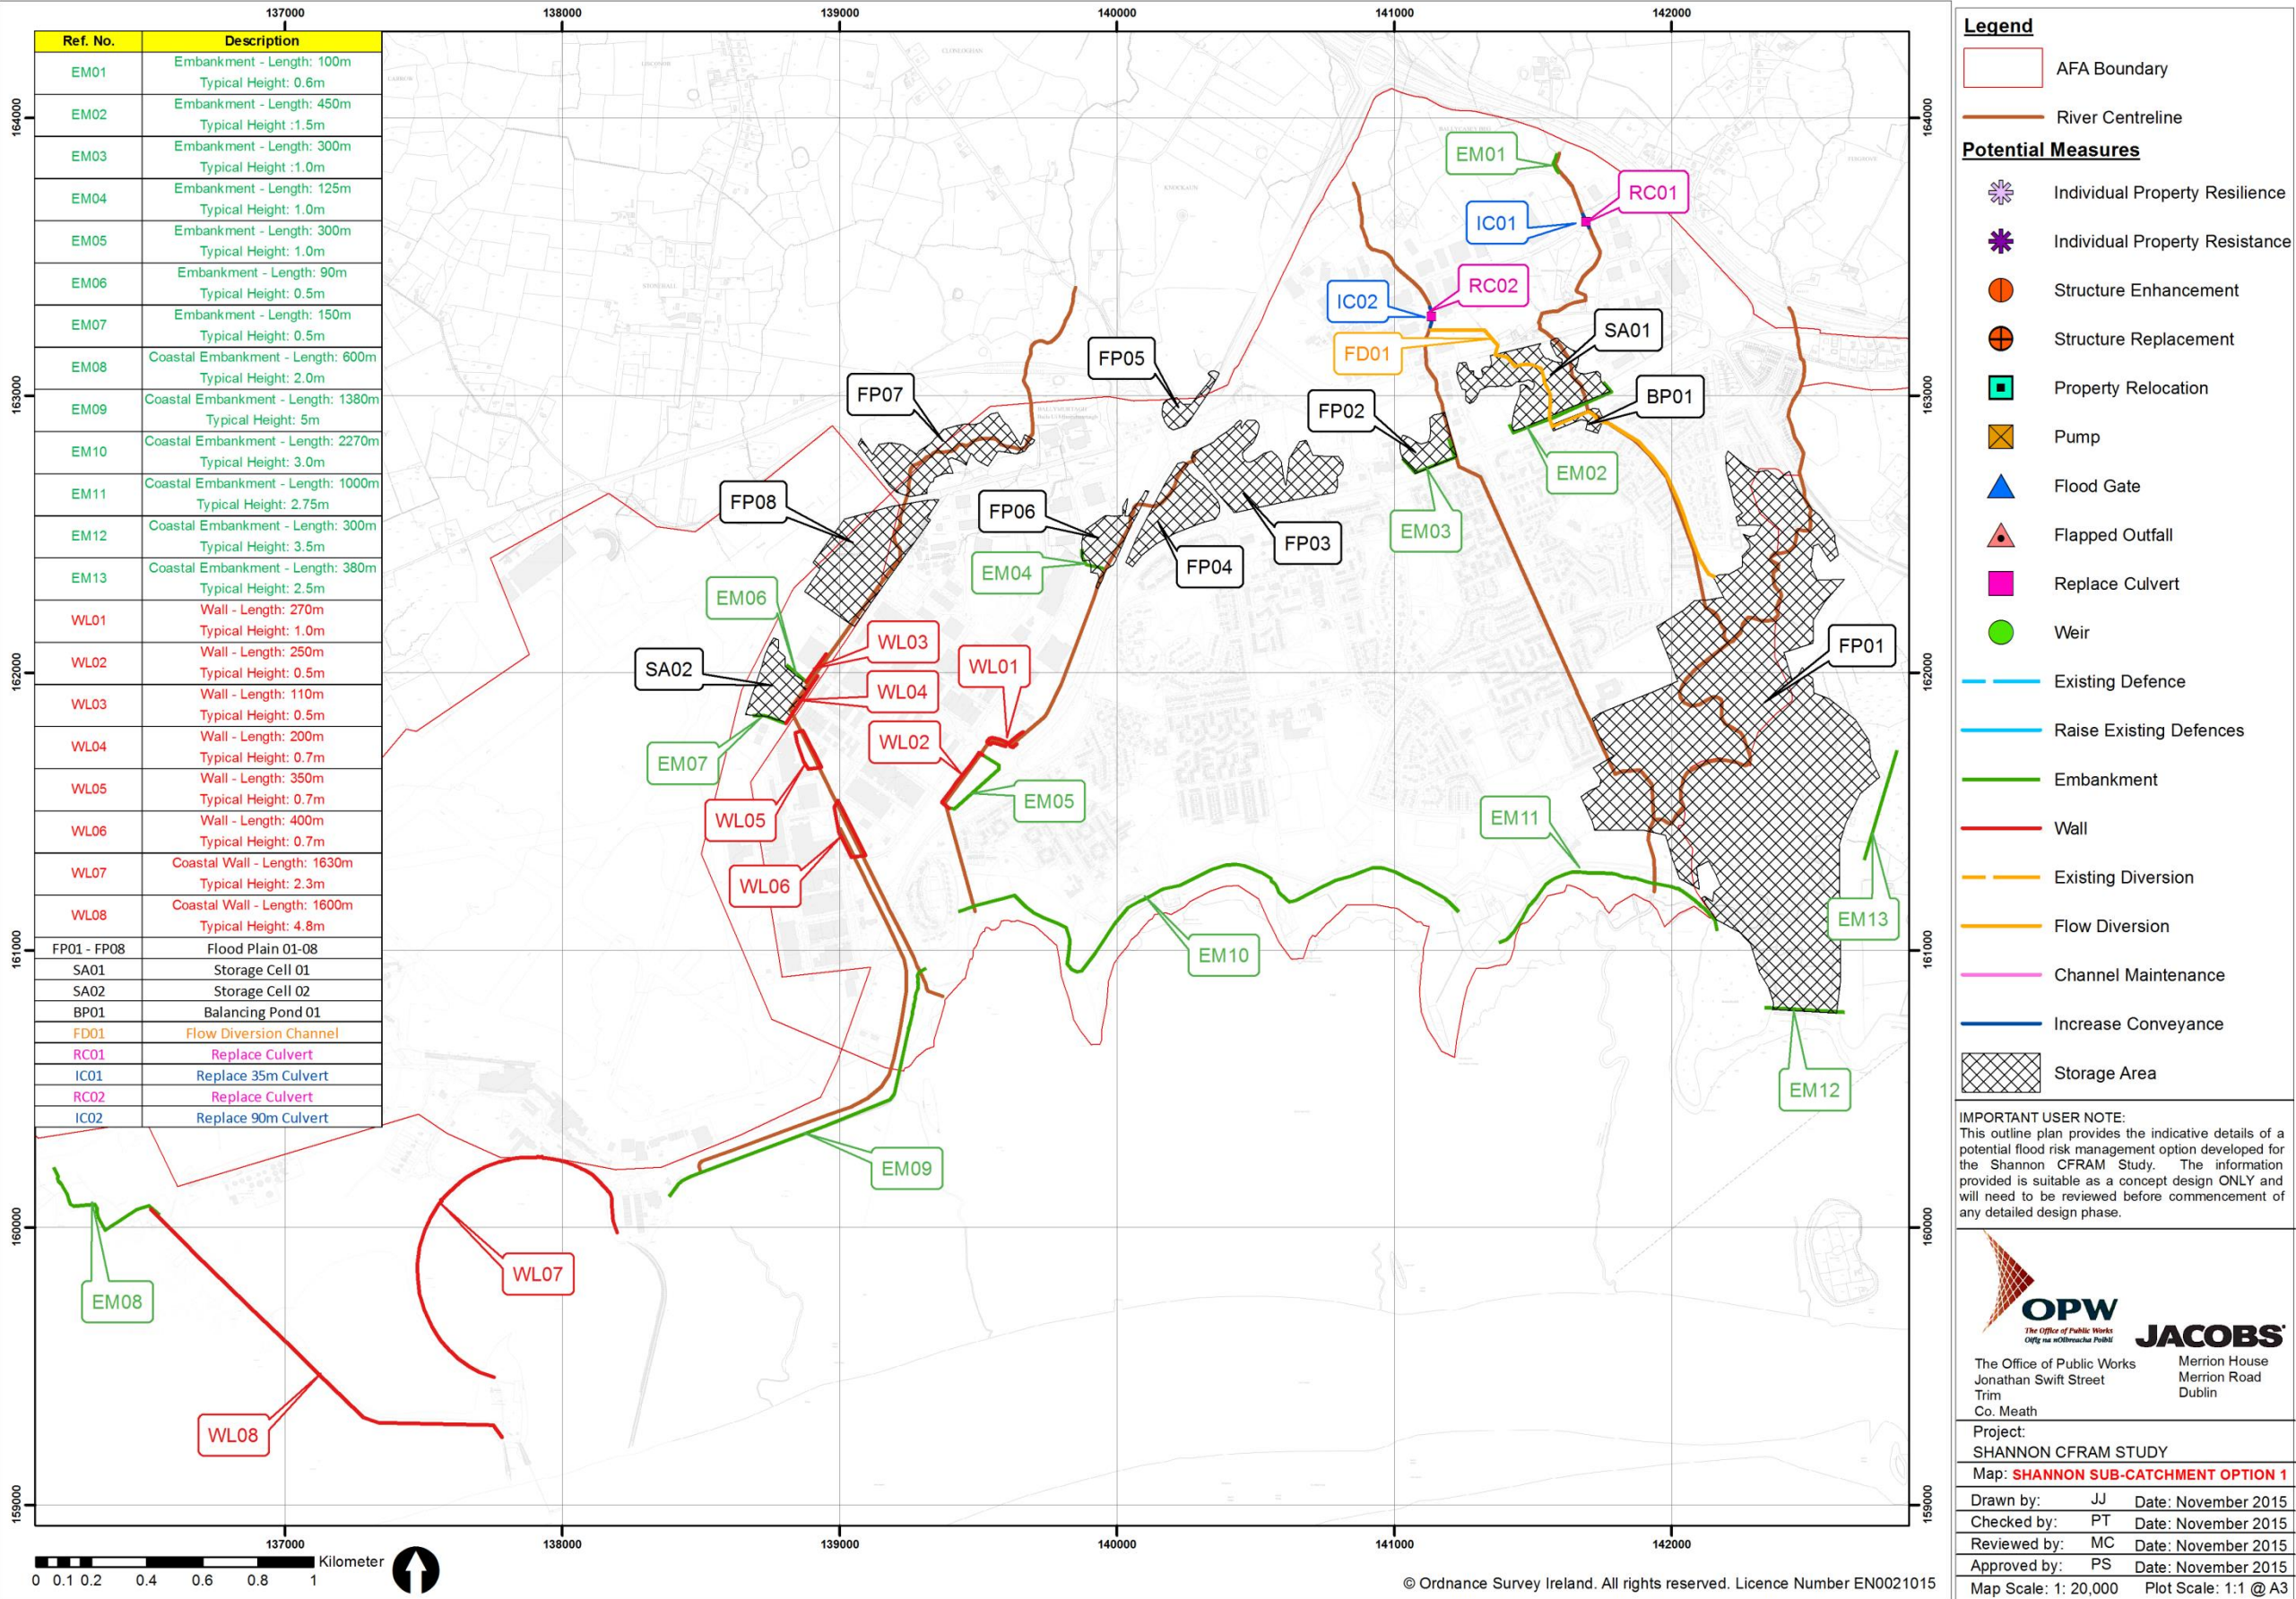 137000
138000
139000
140000
141000
142000
Ref. No. Description
EM01 Embankment - Length: 100m
Typical Height: 0.6m
EM02 Embankment - Length: 450m
Typical Height :1.5m
EM03 Embankment - Length: 300m
Typical Height :1.0m
EM04 Embankment - Length: 125m
Typical Height: 1.0m
EM05 Embankment - Length: 300m
Typical Height: 1.0m
EM06 Embankment - Length: 90m
Typical Height: 0.5m
EM07 Embankment - Length: 150m
Typical Height: 0.5m
EM08 Coastal Embankment - Length: 600m
Typical Height: 2.0m
EM09 Coastal Embankment - Length: 1380m
Typical Height: 5m
EM10 Coastal Embankment - Length: 2270m
Typical Height: 3.0m
EM11 Coastal Embankment - Length: 1000m
Typical Height: 2.75m
EM12 Coastal Embankment - Length: 300m
Typical Height: 3.5m
EM13 Coastal Embankment - Length: 380m
Typical Height: 2.5m
WL01 Wall - Length: 270m
Typical Height: 1.0m
WL02 Wall - Length: 250m
Typical Height: 0.5m
WL03 Wall - Length: 110m
Typical Height: 0.5m
WL04 Wall - Length: 200m
Typical Height: 0.7m
WL05 Wall - Length: 350m
Typical Height: 0.7m
WL06 Wall - Length: 400m
Typical Height: 0.7m
WL07 Coastal Wall - Length: 1630m
Typical Height: 2.3m
WL08 Coastal Wall - Length: 1600m
Typical Height: 4.8m
FP01 - FP08 Flood Plain 01-08
SA01 Storage Cell 01
SA02 Storage Cell 02
BP01 Balancing Pond 01
FD01 Flow Diversion Channel
RC01 Replace Culvert
IC01 Replace 35m Culvert
RC02 Replace Culvert
IC02 Replace 90m Culvert
164000
163000
162000
161000
160000
159000
EM01
RC01
IC01
RC02
IC02
SA01
FD01
FP05
BP01
FP07
FP02
EM02
FP08
FP06
EM03
FP03
FP04
EM04
EM06
WL03
FP01
SA02
WL01
WL04
WL02
EM07
EM05
WL05
EM11
WL06
EM13
EM10
EM12
EM09
WL07
EM08
WL08
164000
163000
162000
161000
160000
159000
137000
138000
139000
140000
141000
142000
Kilometer
0 0.1 0.2 0.4 0.6 0.8 1
© Ordnance Survey Ireland. All rights reserved. Licence Number EN0021015
Legend
AFA Boundary
River Centreline
Potential Measures
Individual Property Resilience
Individual Property Resistance
Structure Enhancement
Structure Replacement
Property Relocation
Pump
Flood Gate
Flapped Outfall
Replace Culvert
Weir
Existing Defence
Raise Existing Defences
Embankment
Wall
Existing Diversion
Flow Diversion
Channel Maintenance
Increase Conveyance
Storage Area
IMPORTANT USER NOTE:
This outline plan provides the indicative details of a
potential flood risk management option developed for
the Shannon CFRAM Study. The information
provided is suitable as a concept design ONLY and
will need to be reviewed before commencement of
any detailed design phase.
OPW
The Office of Public Works
Oifig na nOibreacha Poiblí
JACOBS
The Office of Public Works
Jonathan Swift Street
Trim
Co. Meath
Merrion House
Merrion Road
Dublin
Project:
SHANNON CFRAM STUDY
Map: SHANNON SUB-CATCHMENT OPTION 1
Drawn by: JJ Date: November 2015
Checked by: PT Date: November 2015
Reviewed by: MC Date: November 2015
Approved by: PS Date: November 2015
Map Scale: 1: 20,000 Plot Scale: 1:1 @ A3